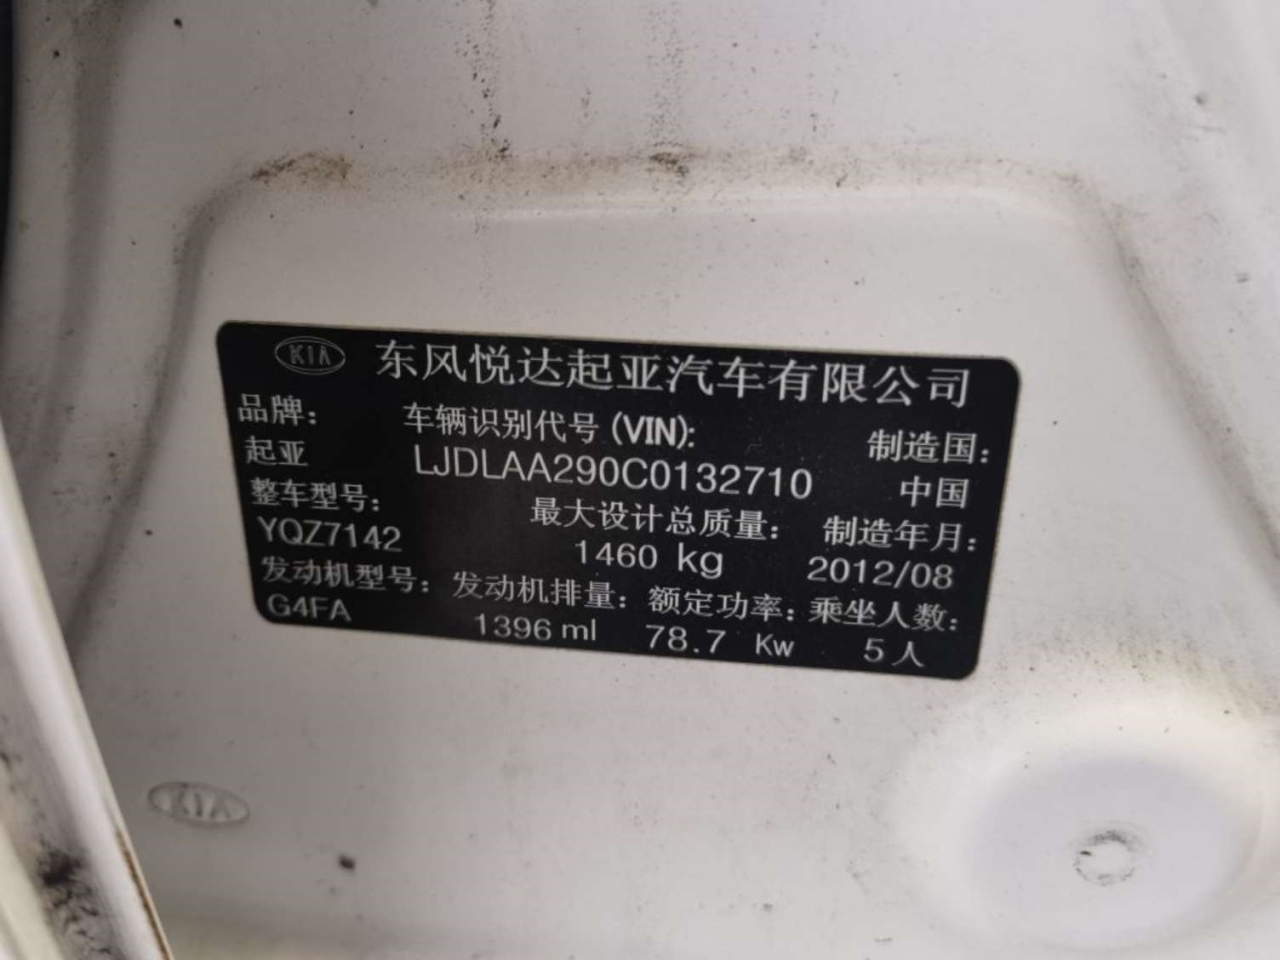 KIA 东风悦达起亚汽车有限公司
品牌: 车辆识别代号 (VIN): 制造国:
起亚 LJDLAA290C0132710 中国
整车型号: 最大设计总质量: 制造年月:
YQZ7142 1460 kg 2012/08
发动机型号: 发动机排量: 额定功率: 乘坐人数:
G4FA 1396 ml 78.7 Kw 5人
KIA